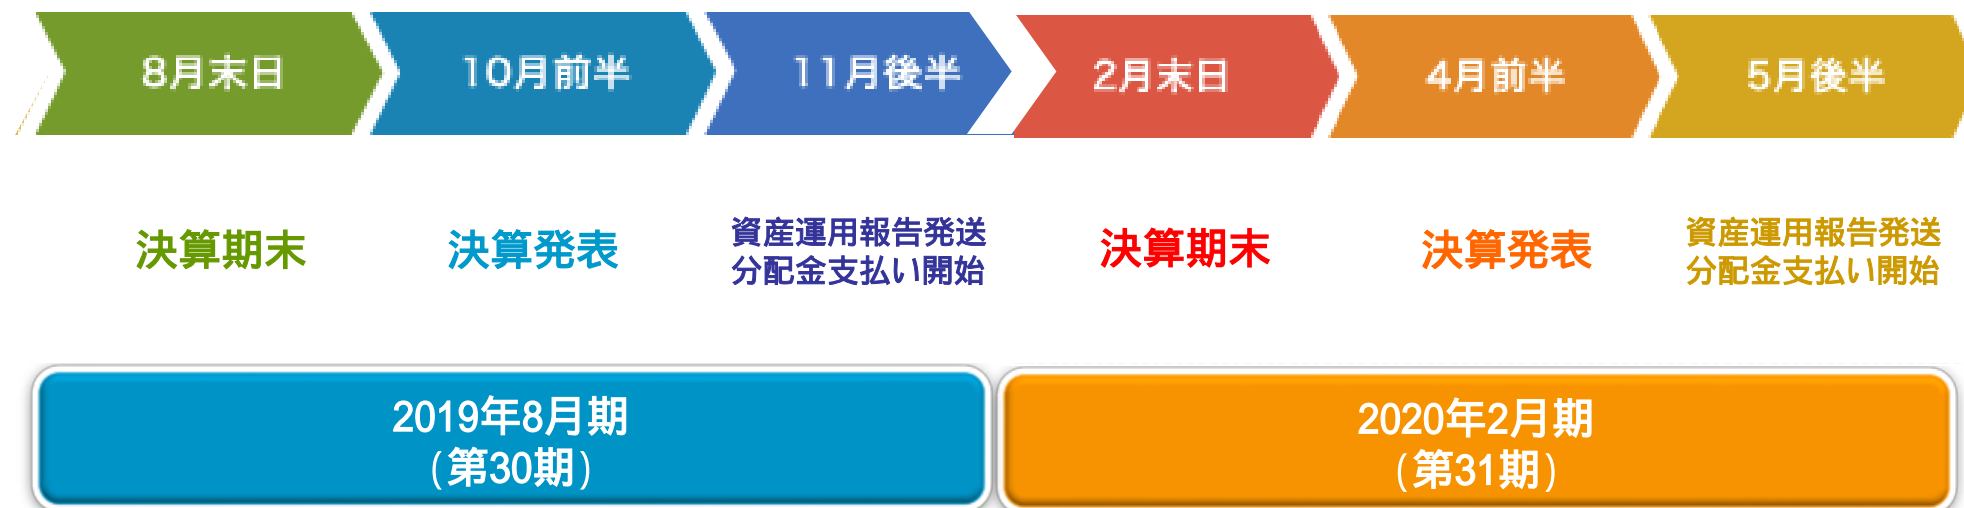 8月末日
10月前半
11月後半
2月末日
4月前半
5月後半
決算期末
決算発表
資産運用報告発送
分配金支払い開始
決算期末
決算発表
資産運用報告発送
分配金支払い開始
2019年8月期
(第30期)
2020年2月期
(第31期)